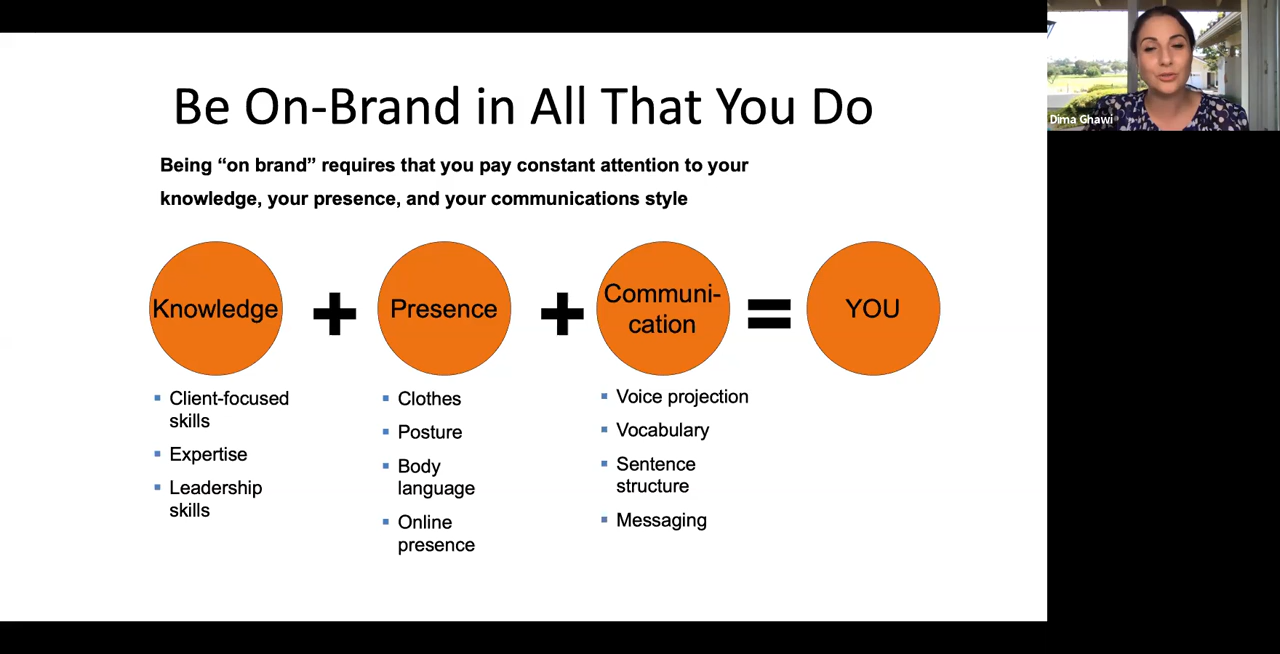 Be On-Brand in All That You Do
Dima Ghawi
Being “on brand” requires that you pay constant attention to your
knowledge, your presence, and your communications style
Knowledge
+
Presence
+
Communi-
cation
=
YOU
Client-focused
skills
Expertise
Leadership
skills
Clothes
Posture
Body
language
Online
presence
Voice projection
Vocabulary
Sentence
structure
Messaging